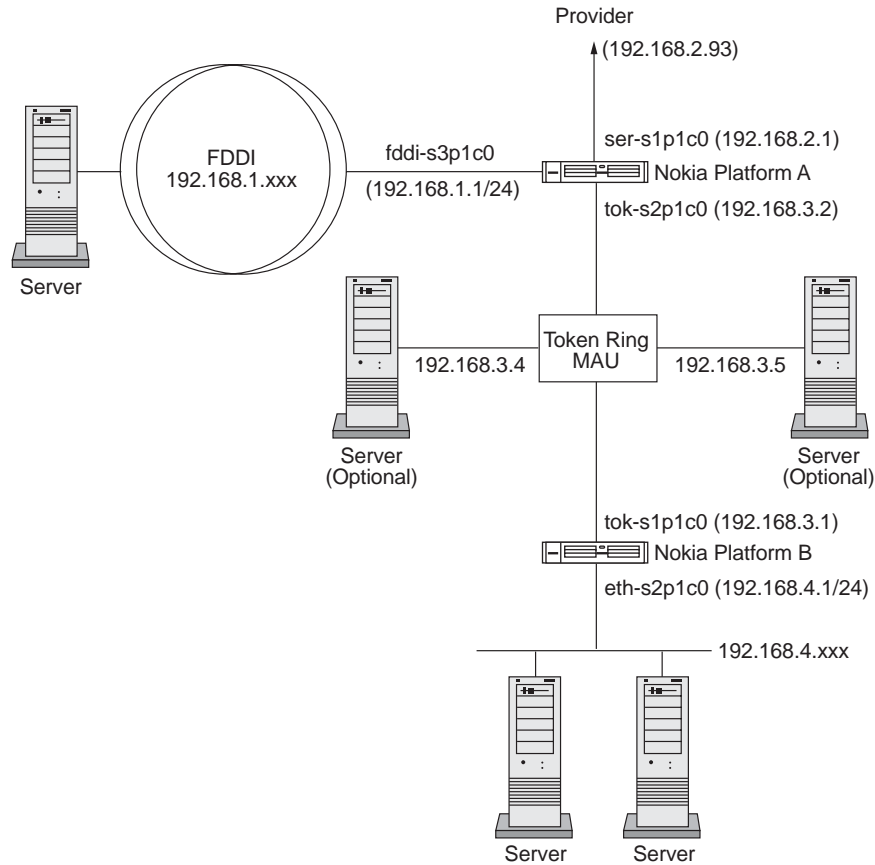 Provider
(192.168.2.93)
FDDI
192.168.1.xxx
fddi-s3p1c0
(192.168.1.1/24)
ser-s1p1c0 (192.168.2.1)
Nokia Platform A
tok-s2p1c0 (192.168.3.2)
Server
Token Ring
MAU
192.168.3.4
192.168.3.5
Server
(Optional)
Server
(Optional)
tok-s1p1c0 (192.168.3.1)
Nokia Platform B
eth-s2p1c0 (192.168.4.1/24)
192.168.4.xxx
Server
Server